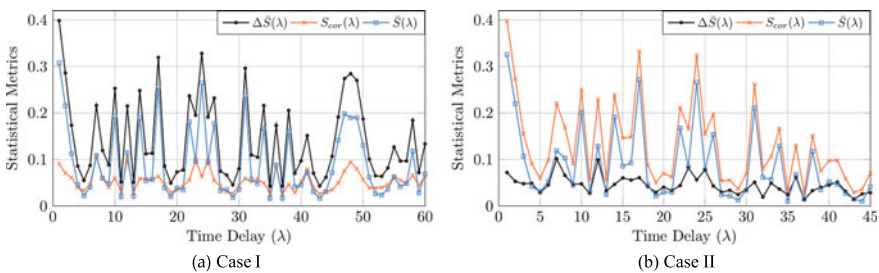 0.4
0.3
0.2
0.1
0
Statistical Metrics
ΔS̄(λ) S_cor(λ) S̄(λ)
0 10 20 30 40 50 60
Time Delay (λ)
(a) Case I
0.4
0.3
0.2
0.1
0
Statistical Metrics
ΔS̄(λ) S_cor(λ) S̄(λ)
0 5 10 15 20 25 30 35 40 45
Time Delay (λ)
(b) Case II